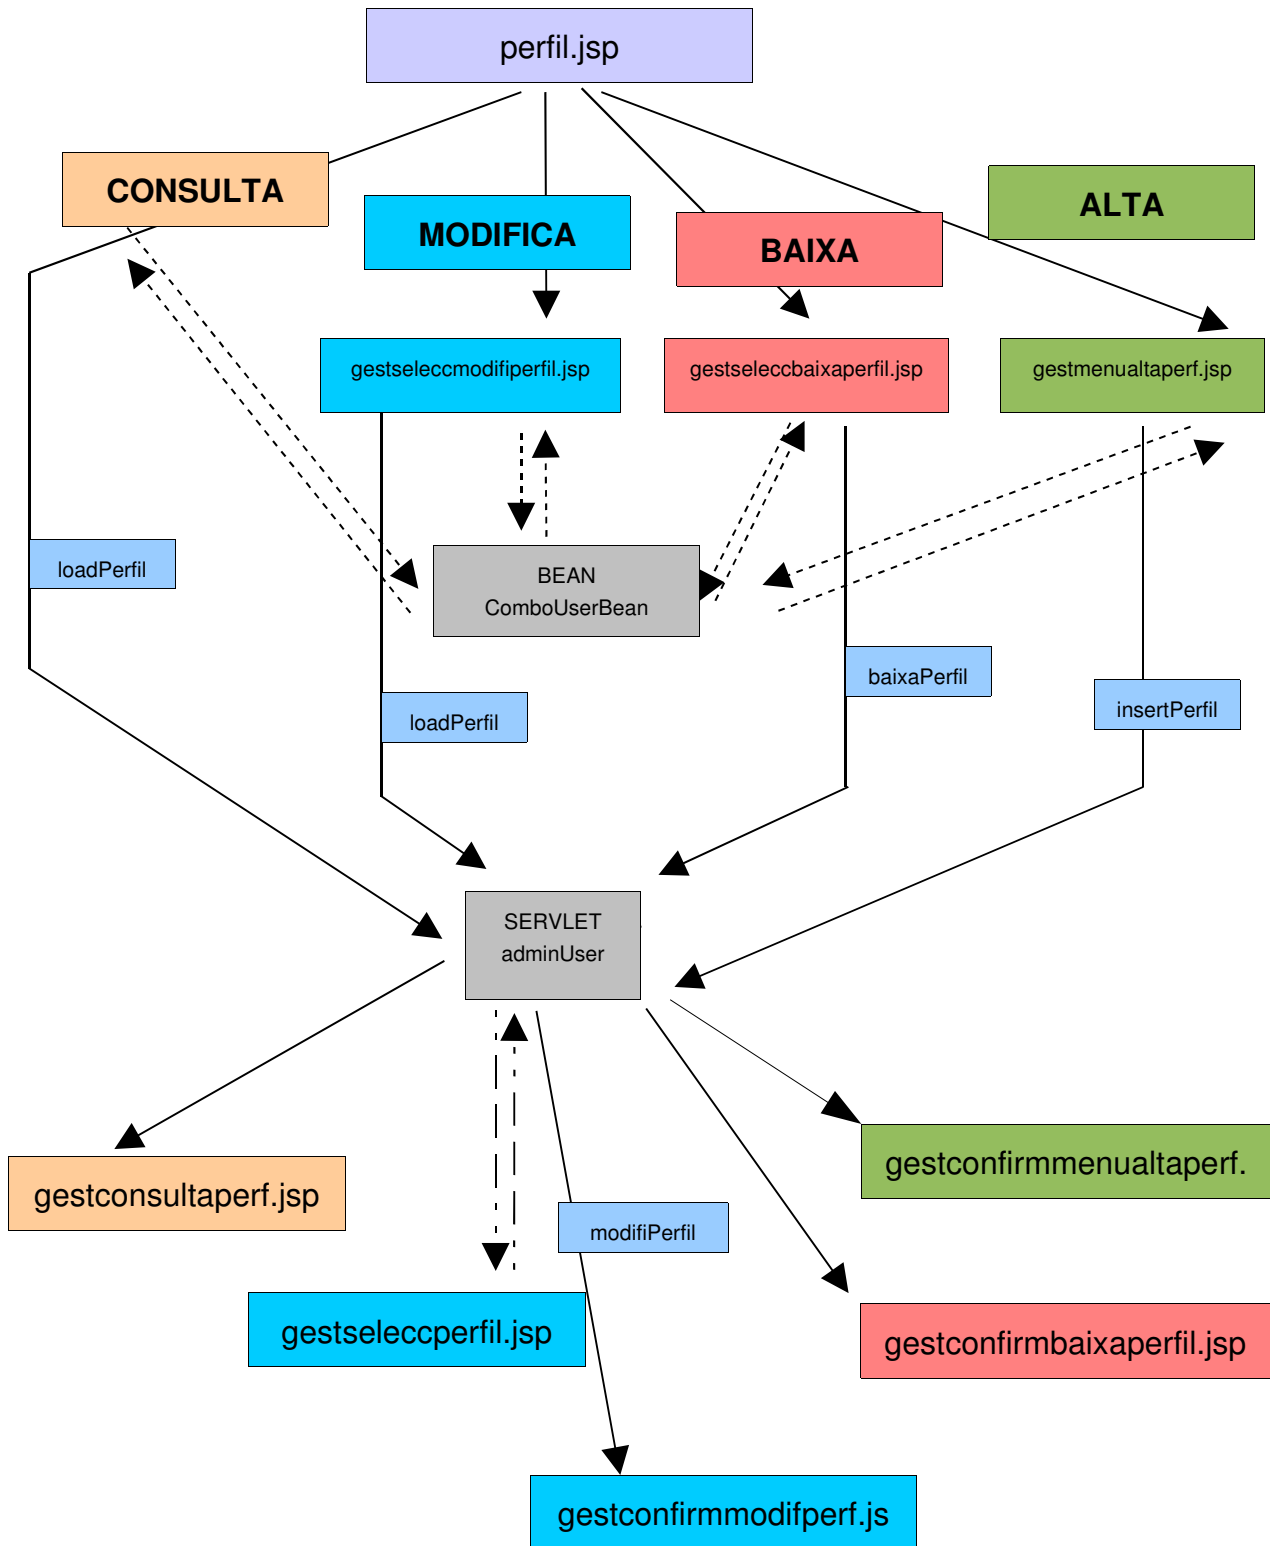 perfil.jsp
CONSULTA
MODIFICA
BAIXA
ALTA
gestseleccmodifiperfil.jsp
gestseleccbaixaperfil.jsp
gestmenualtaperf.jsp
loadPerfil
BEAN
ComboUserBean
loadPerfil
baixaPerfil
insertPerfil
SERVLET
adminUser
gestconsultaperf.jsp
gestconfirmmenualtaperf.
modifiPerfil
gestseleccperfil.jsp
gestconfirmbaixaperfil.jsp
gestconfirmmodifperf.js